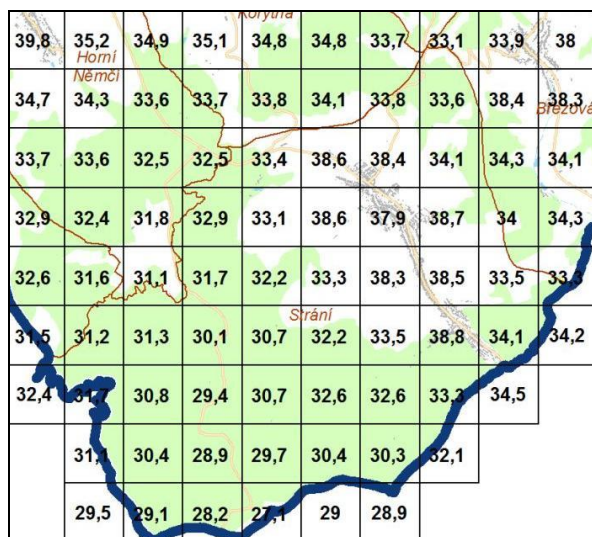 Korytná
39,8 35,2 34,9 35,1 34,8 34,8 33,7 33,1 33,9 38
Horní
Němčí
34,7 34,3 33,6 33,7 33,8 34,1 33,8 33,6 38,4 38,3
Březová
33,7 33,6 32,5 32,5 33,4 38,6 38,4 34,1 34,3 34,1
32,9 32,4 31,8 32,9 33,1 38,6 37,9 38,7 34 34,3
32,6 31,6 31,1 31,7 32,2 33,3 38,3 38,5 33,5 33,3
Strání
31,5 31,2 31,3 30,1 30,7 32,2 33,5 38,8 34,1 34,2
32,4 31,7 30,8 29,4 30,7 32,6 32,6 33,3 34,5
31,1 30,4 28,9 29,7 30,4 30,3 32,1
29,5 29,1 28,2 27,1 29 28,9